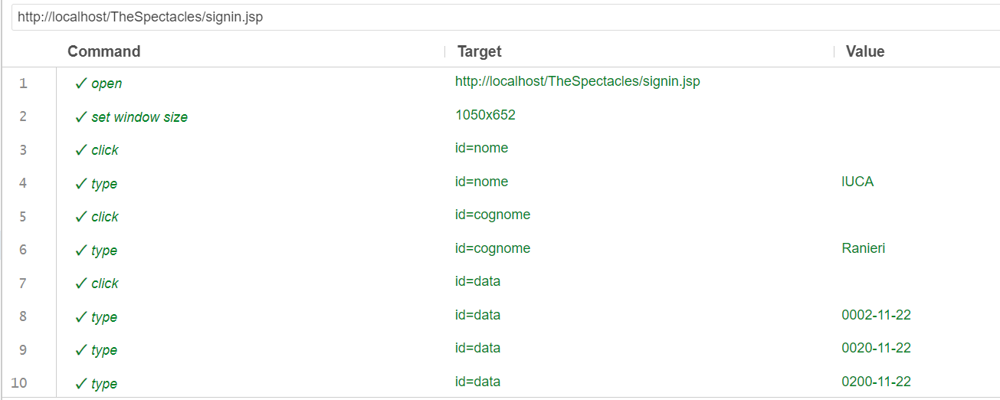 http://localhost/TheSpectacles/signin.jsp
Command Target Value
1 ✓ open http://localhost/TheSpectacles/signin.jsp
2 ✓ set window size 1050x652
3 ✓ click id=nome
4 ✓ type id=nome lUCA
5 ✓ click id=cognome
6 ✓ type id=cognome Ranieri
7 ✓ click id=data
8 ✓ type id=data 0002-11-22
9 ✓ type id=data 0020-11-22
10 ✓ type id=data 0200-11-22